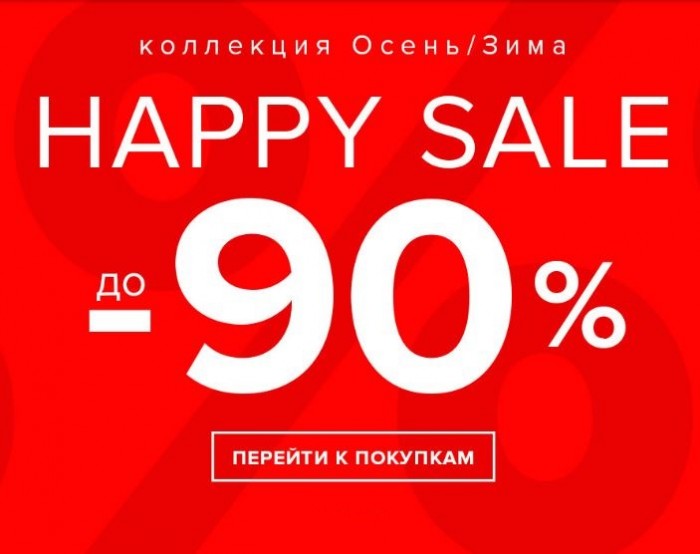 коллекция Осень/Зима
HAPPY SALE
до
-90%
ПЕРЕЙТИ К ПОКУПКАМ